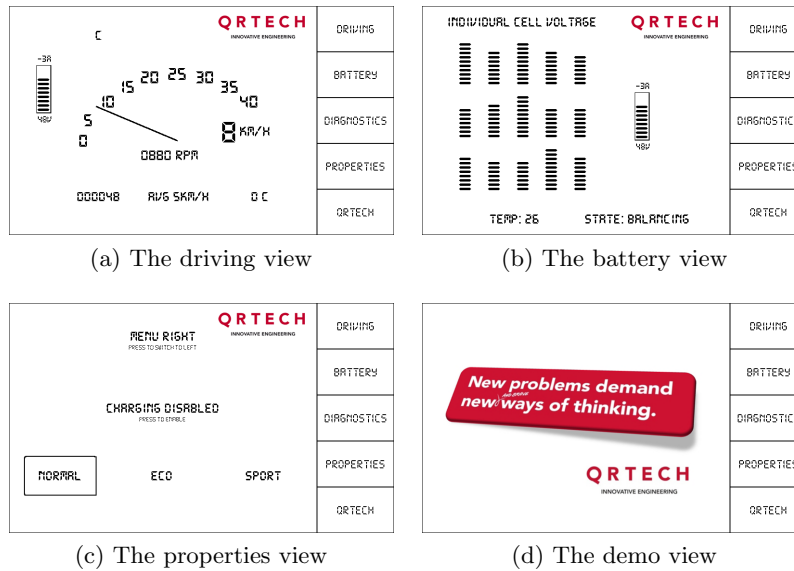 C
QRTECH
INNOVATIVE ENGINEERING
-3A
48V
0
5
10
15
20
25
30
35
40
8 KM/H
0880 RPM
000048 AVG 5KM/H 0 C
DRIVING
BATTERY
DIAGNOSTICS
PROPERTIES
QRTECH
(a) The driving view
INDIVIDUAL CELL VOLTAGE
QRTECH
INNOVATIVE ENGINEERING
-3A
48V
TEMP: 26 STATE: BALANCING
DRIVING
BATTERY
DIAGNOSTIC
PROPERTIES
QRTECH
(b) The battery view
QRTECH
INNOVATIVE ENGINEERING
MENU RIGHT
PRESS TO SWITCH TO LEFT
CHARGING DISABLED
PRESS TO ENABLE
NORMAL ECO SPORT
DRIVING
BATTERY
DIAGNOSTICS
PROPERTIES
QRTECH
(c) The properties view
New problems demand
new and brave ways of thinking.
QRTECH
INNOVATIVE ENGINEERING
DRIVING
BATTERY
DIAGNOSTIC
PROPERTIES
QRTECH
(d) The demo view